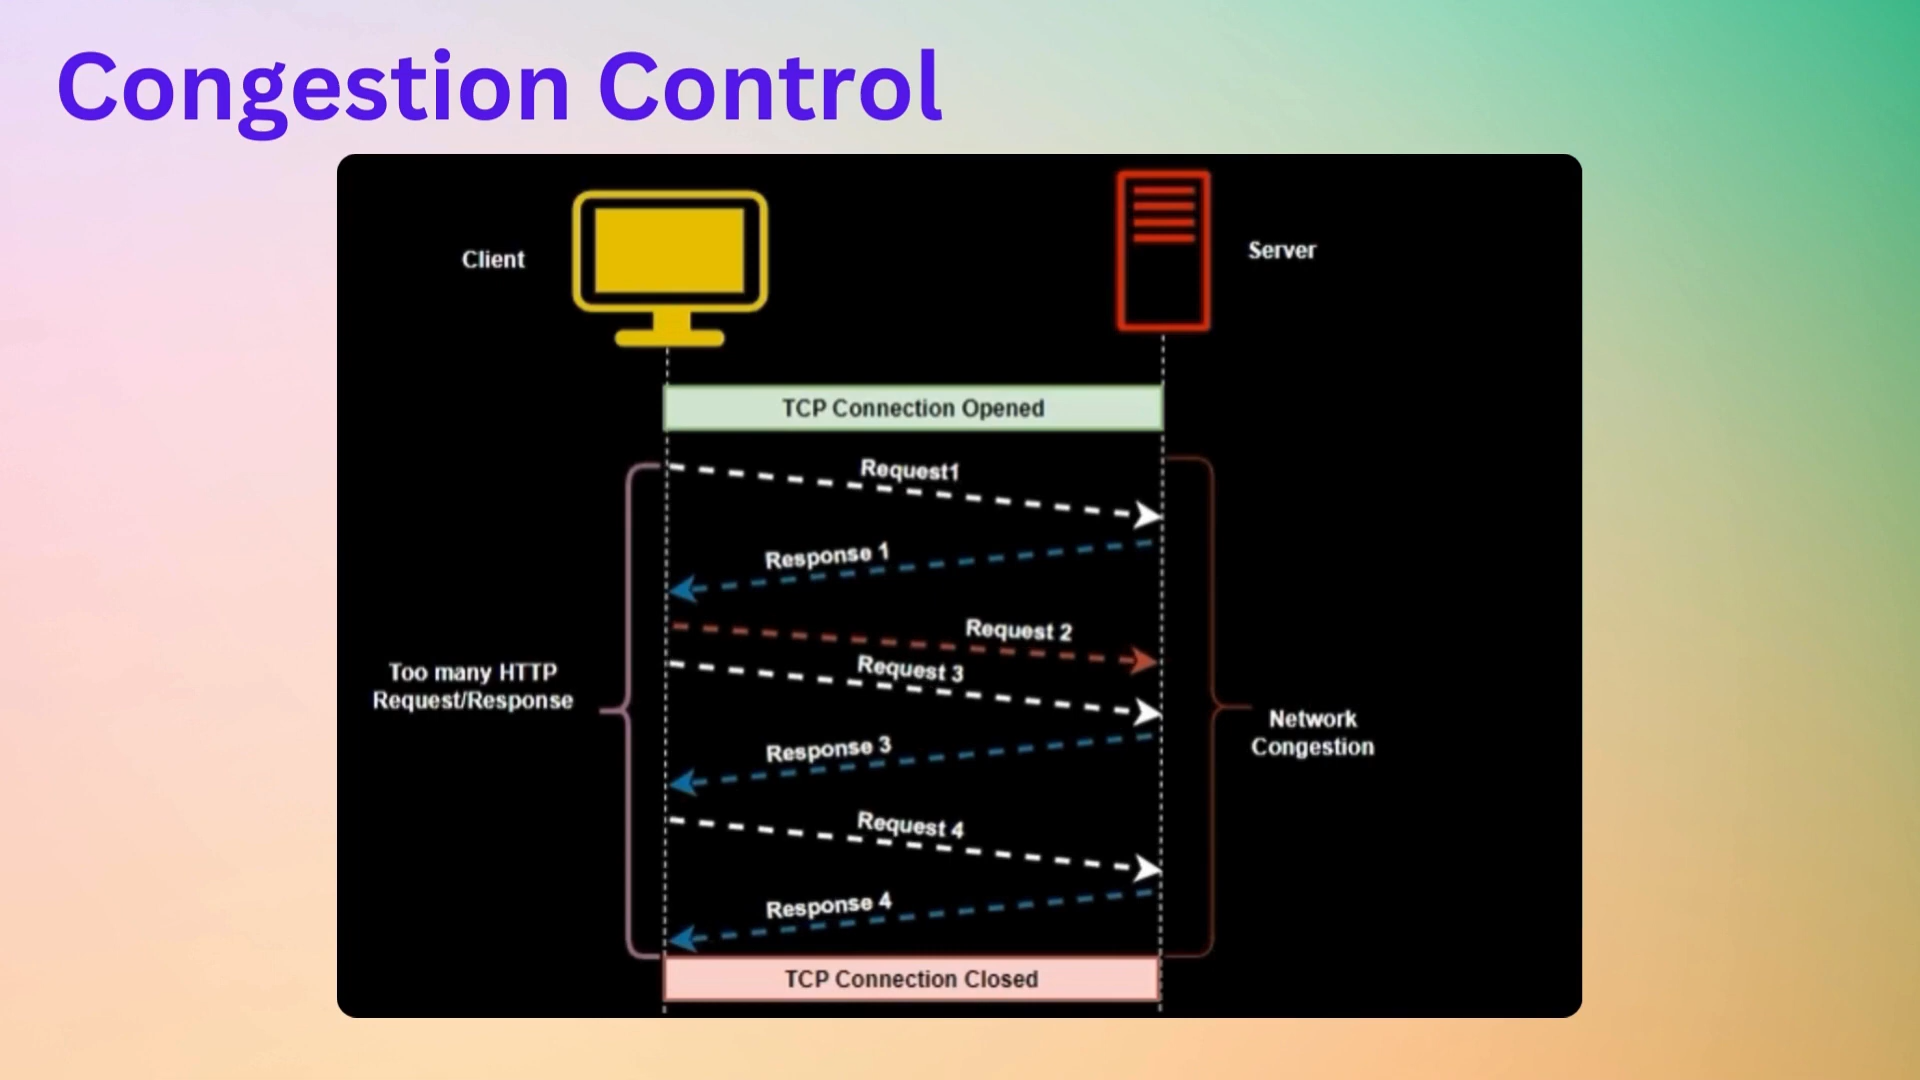 Congestion Control
Client
Server
TCP Connection Opened
Request1
Response 1
Request 2
Request 3
Too many HTTP
Request/Response
Network
Congestion
Response 3
Request 4
Response 4
TCP Connection Closed